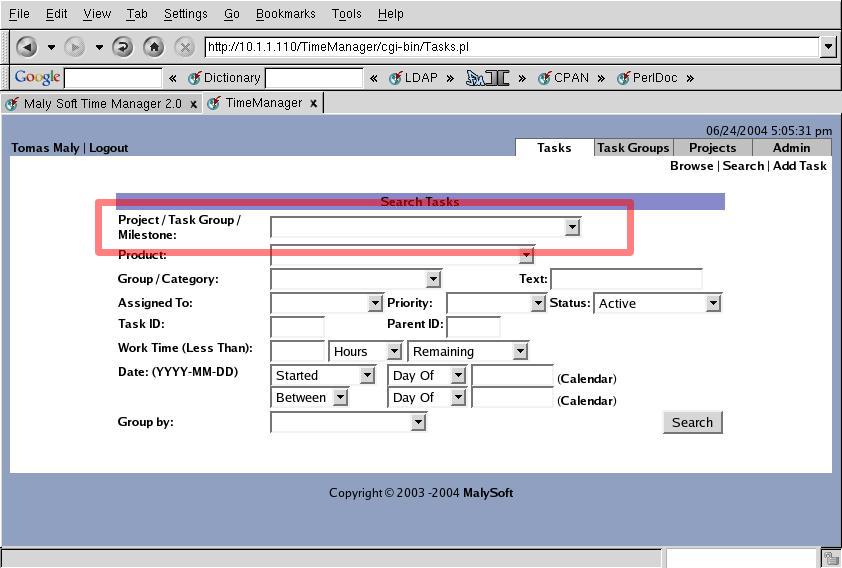 File Edit View Tab Settings Go Bookmarks Tools Help
http://10.1.1.110/TimeManager/cgi-bin/Tasks.pl
Google « Dictionary « LDAP » » CPAN » PerlDoc »
Maly Soft Time Manager 2.0 x TimeManager x
06/24/2004 5:05:31 pm
Tomas Maly | Logout Tasks Task Groups Projects Admin
Browse | Search | Add Task
Search Tasks
Project / Task Group /
Milestone:
Product:
Group / Category: Text:
Assigned To: Priority: Status: Active
Task ID: Parent ID:
Work Time (Less Than): Hours Remaining
Date: (YYYY-MM-DD) Started Day Of (Calendar)
Between Day Of (Calendar)
Group by: Search
Copyright © 2003 -2004 MalySoft